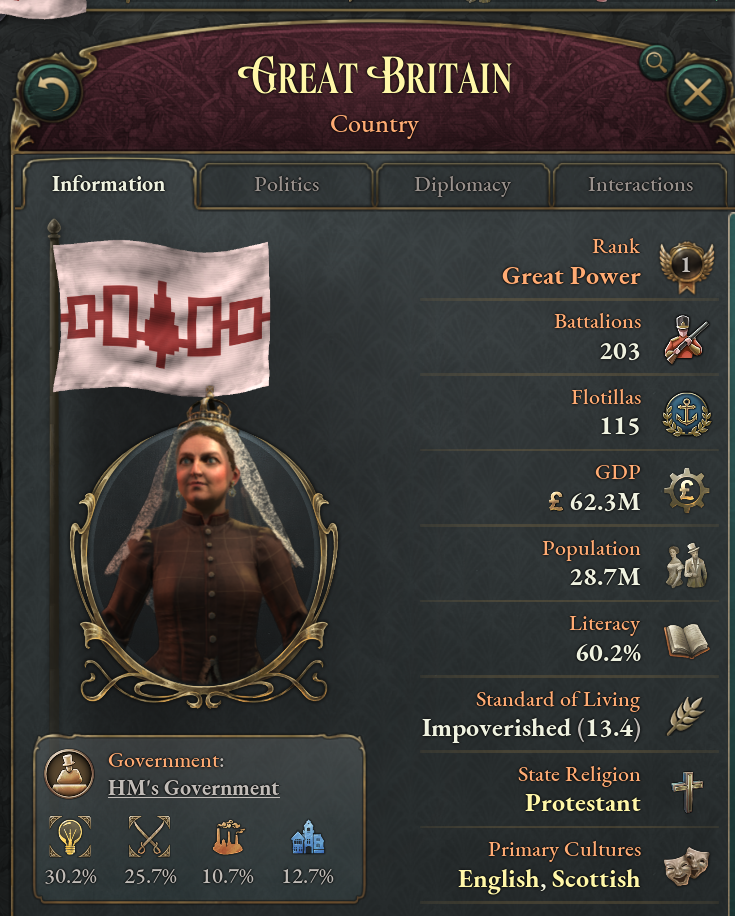 Great Britain
Country
Information
Politics
Diplomacy
Interactions
Rank
Great Power
1
Battalions
203
Flotillas
115
GDP
£ 62.3M
£
Population
28.7M
Literacy
60.2%
Standard of Living
Impoverished (13.4)
State Religion
Protestant
Primary Cultures
English, Scottish
Government:
HM's Government
30.2%
25.7%
10.7%
12.7%